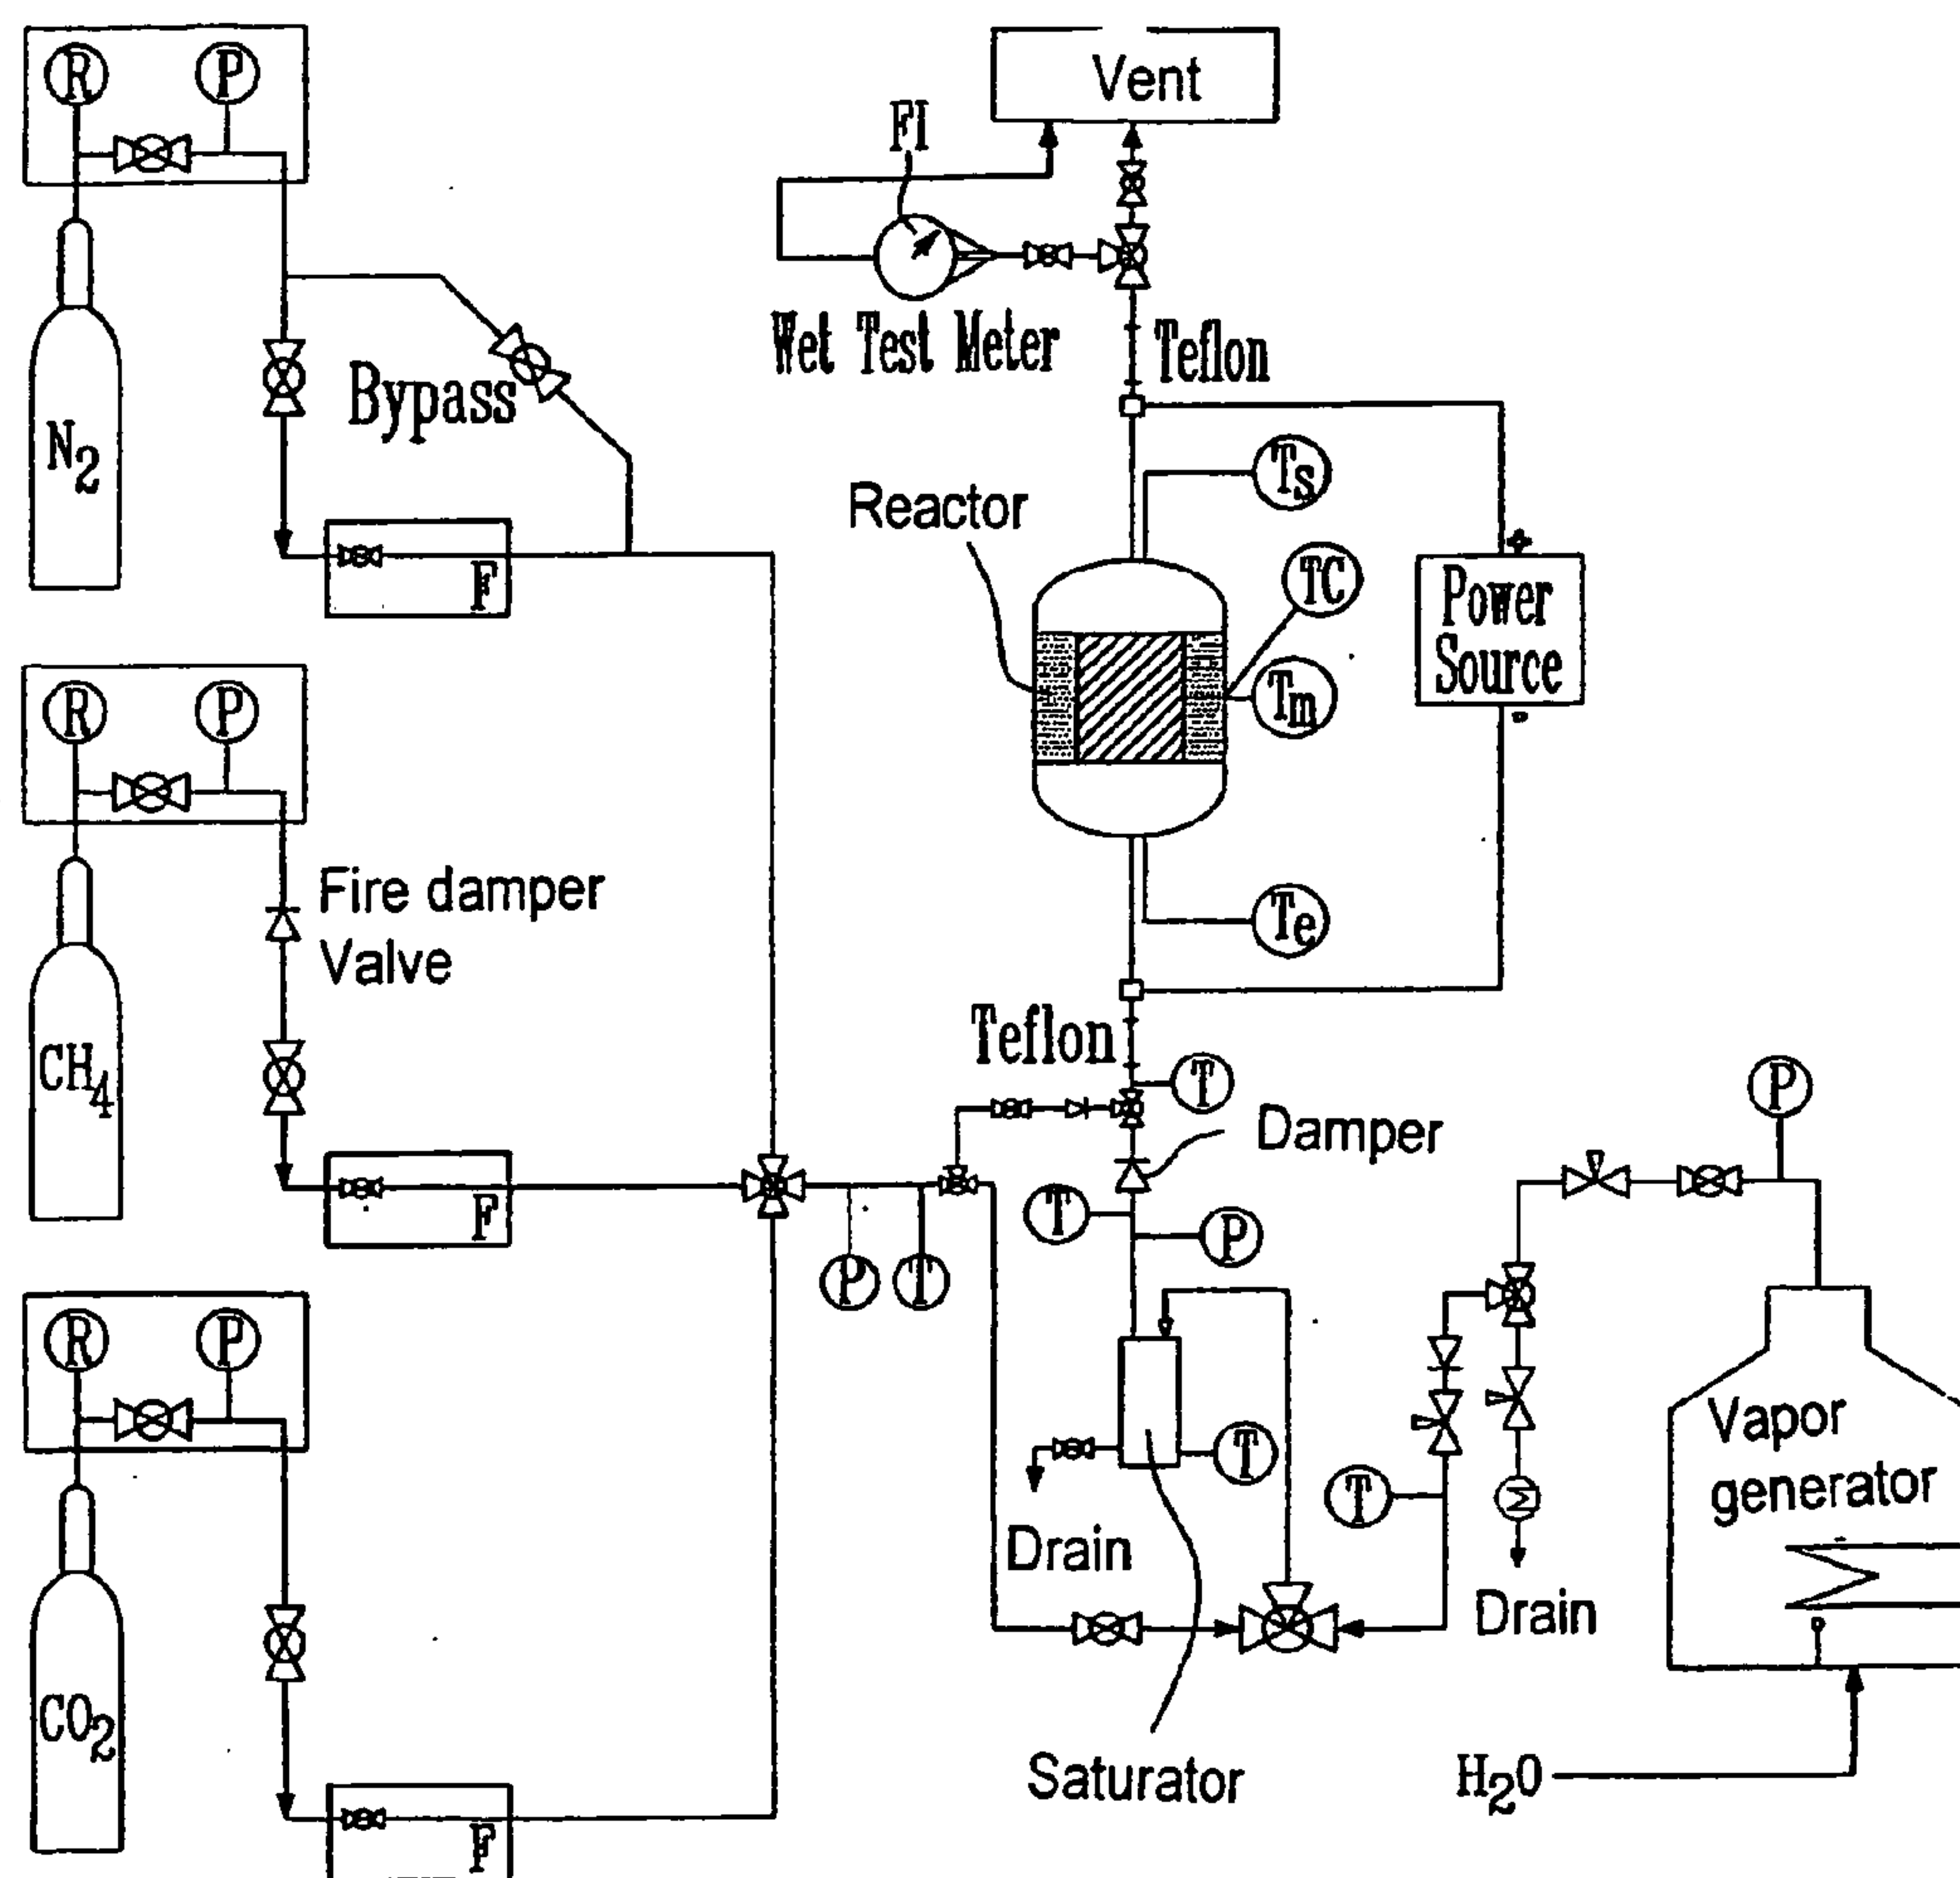 R P
N2
Bypass
F
R P
CH4
Fire damper
Valve
F
R P
CO2
F
P T
Vent
FI
Wet Test Meter
Teflon
Reactor
Ts
TC
Tm
Te
Power
Source
Teflon
T
Damper
T
P
T
Drain
Saturator
T
Drain
P
Vapor
generator
H2O